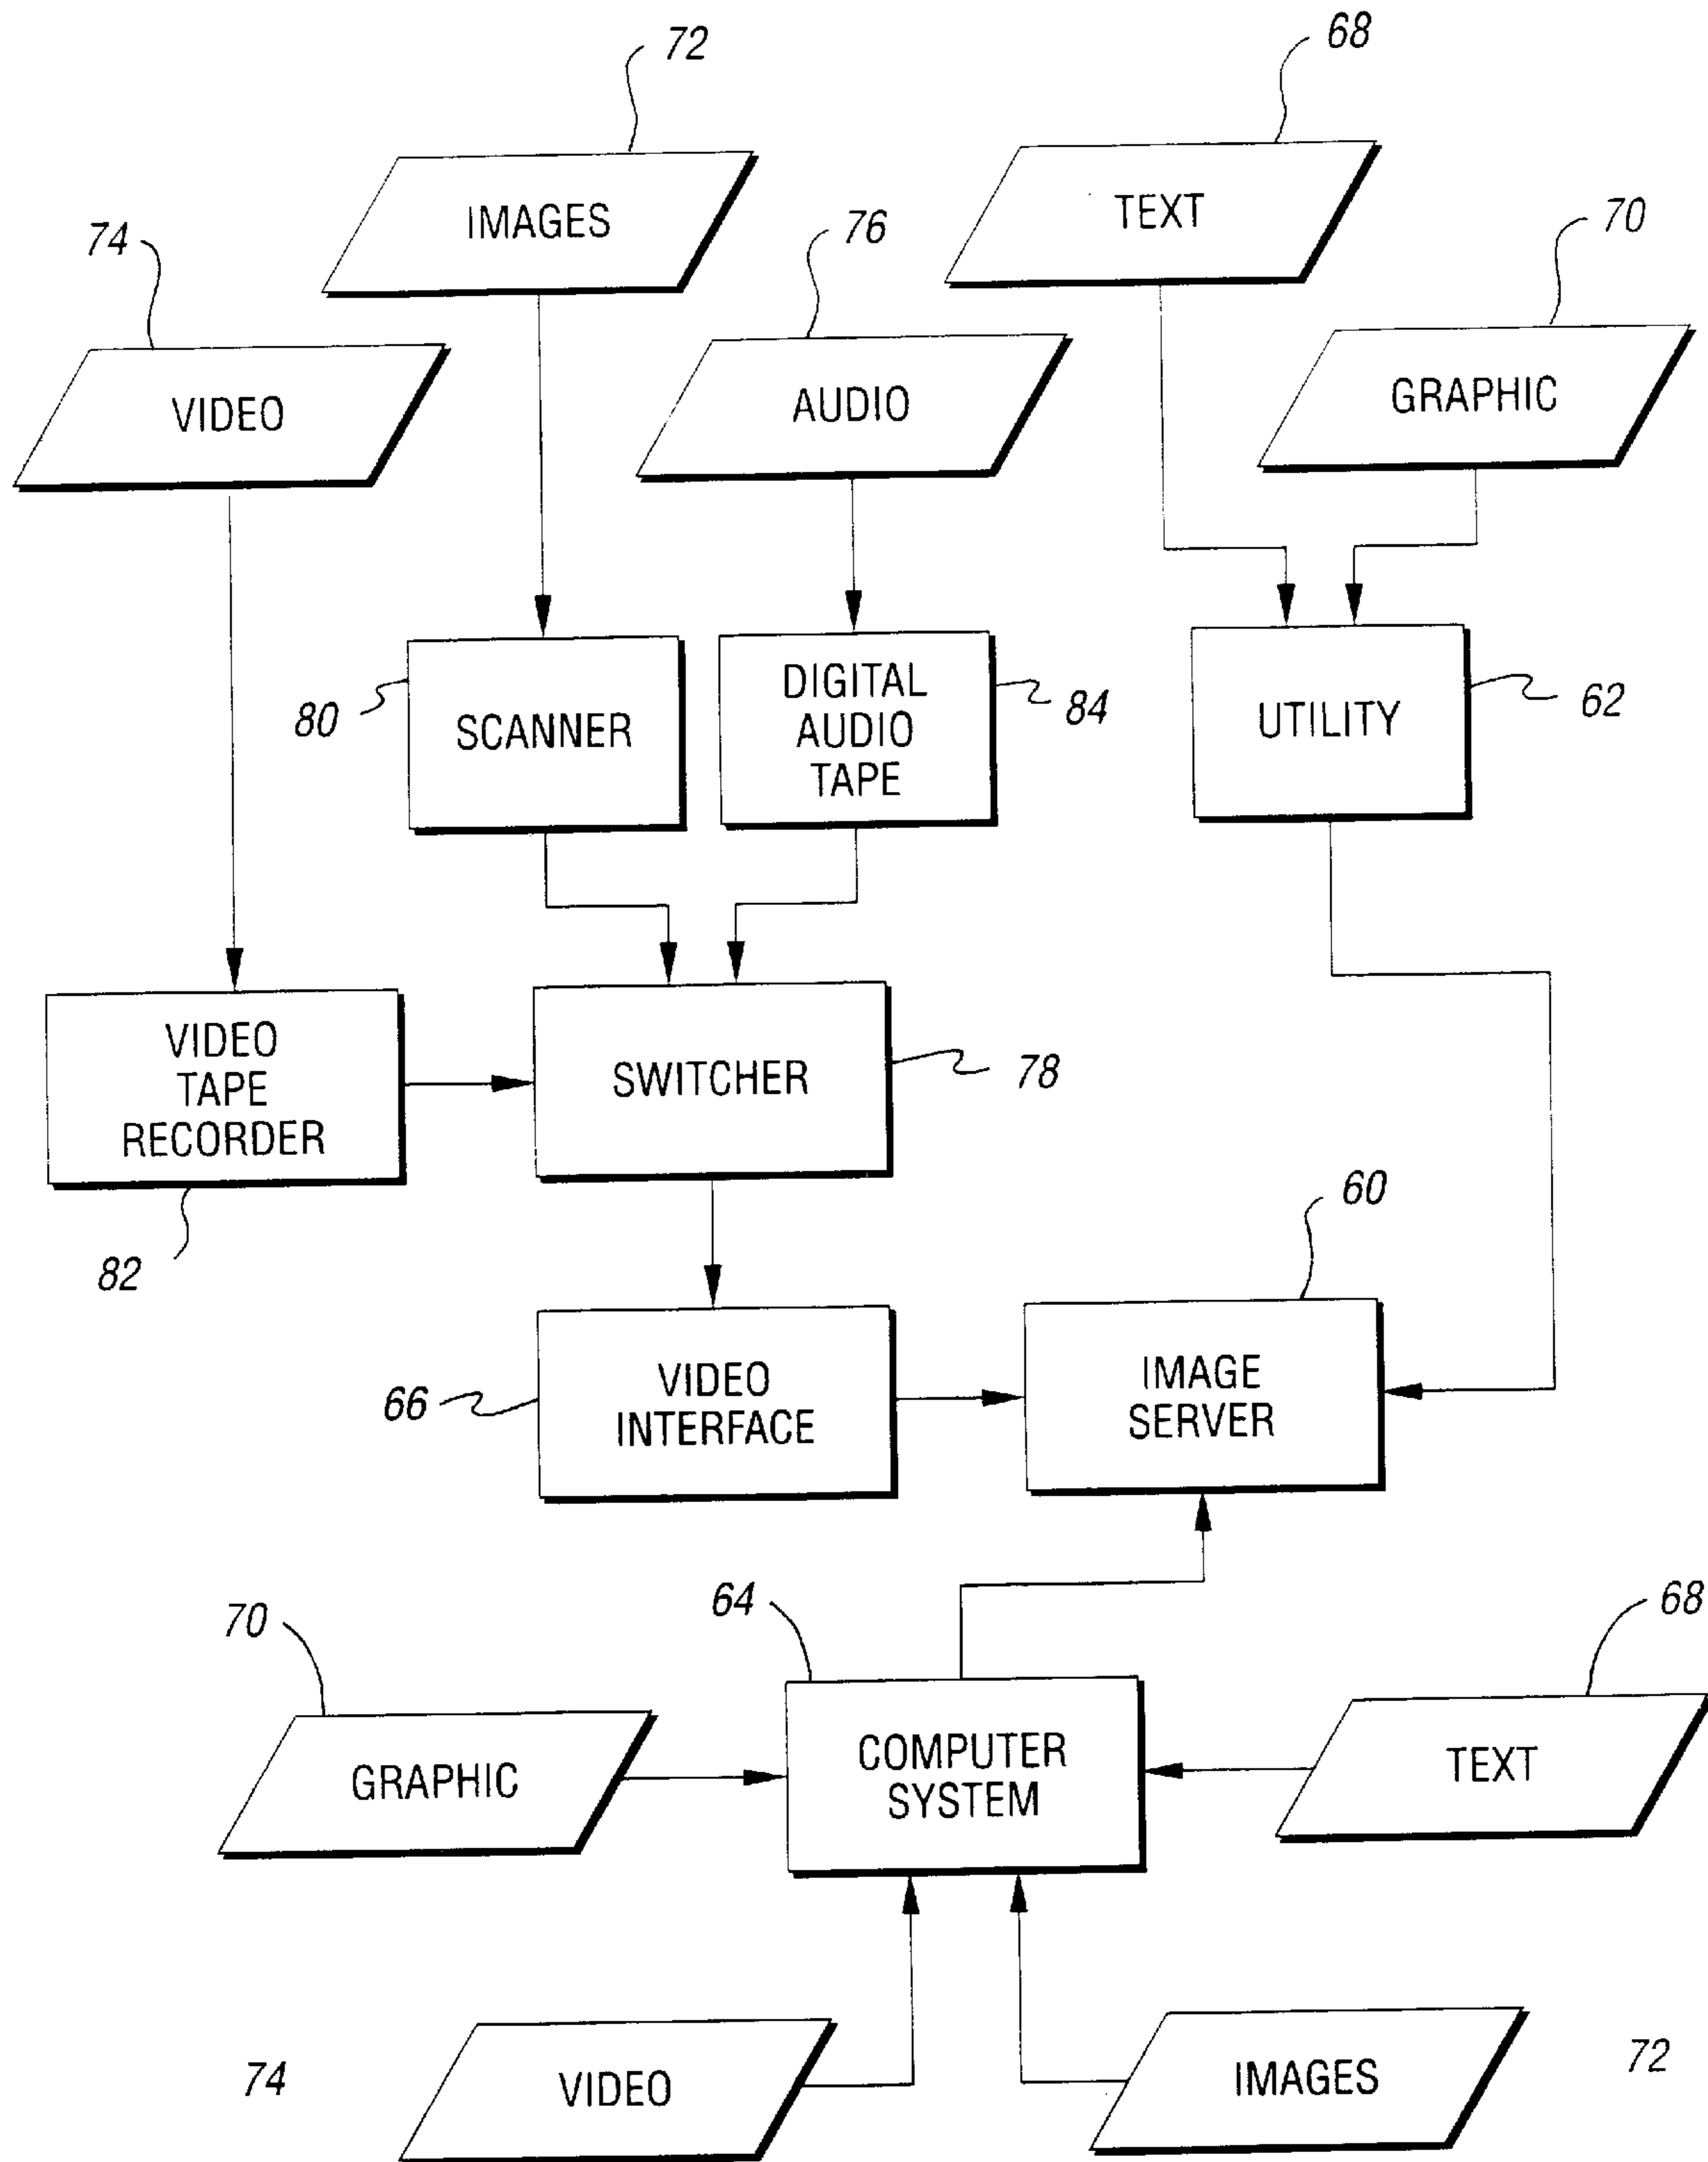 72
68
IMAGES
TEXT
74
76
70
VIDEO
AUDIO
GRAPHIC
80
SCANNER
DIGITAL
AUDIO
TAPE
84
UTILITY
62
VIDEO
TAPE
RECORDER
82
SWITCHER
78
60
66
VIDEO
INTERFACE
IMAGE
SERVER
64
70
68
GRAPHIC
COMPUTER
SYSTEM
TEXT
74
VIDEO
IMAGES
72